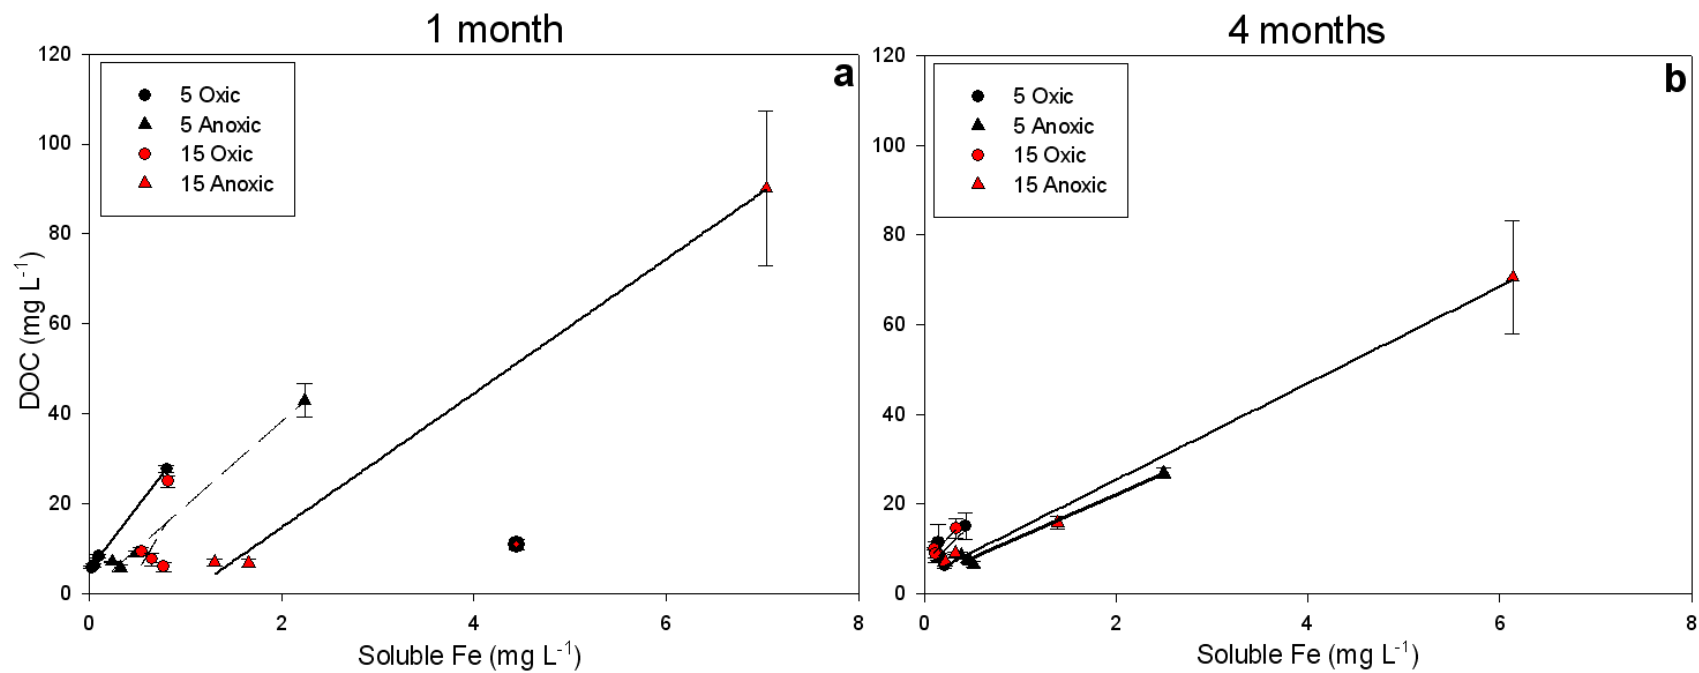 1 month
4 months
120
100
80
60
40
20
0
a
5 Oxic
5 Anoxic
15 Oxic
15 Anoxic
DOC (mg L-1)
0 2 4 6 8
Soluble Fe (mg L-1)
120
100
80
60
40
20
0
b
5 Oxic
5 Anoxic
15 Oxic
15 Anoxic
0 2 4 6 8
Soluble Fe (mg L-1)